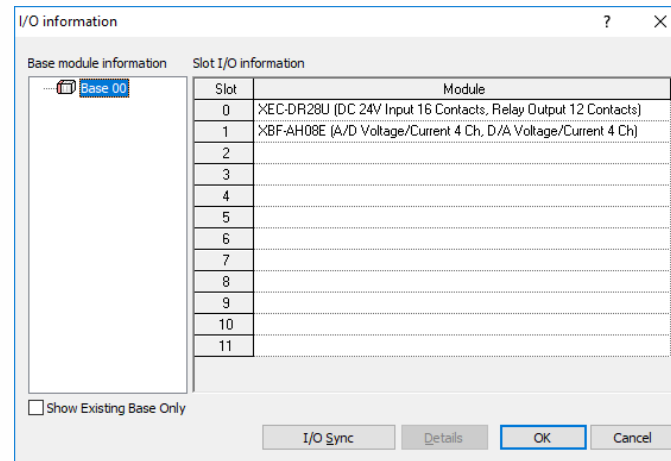 I/O information
? ×
Base module information
Slot I/O information
Base 00
Slot Module
0 XEC-DR28U (DC 24V Input 16 Contacts, Relay Output 12 Contacts)
1 XBF-AH08E (A/D Voltage/Current 4 Ch, D/A Voltage/Current 4 Ch)
2
3
4
5
6
7
8
9
10
11
Show Existing Base Only
I/O Sync Details OK Cancel